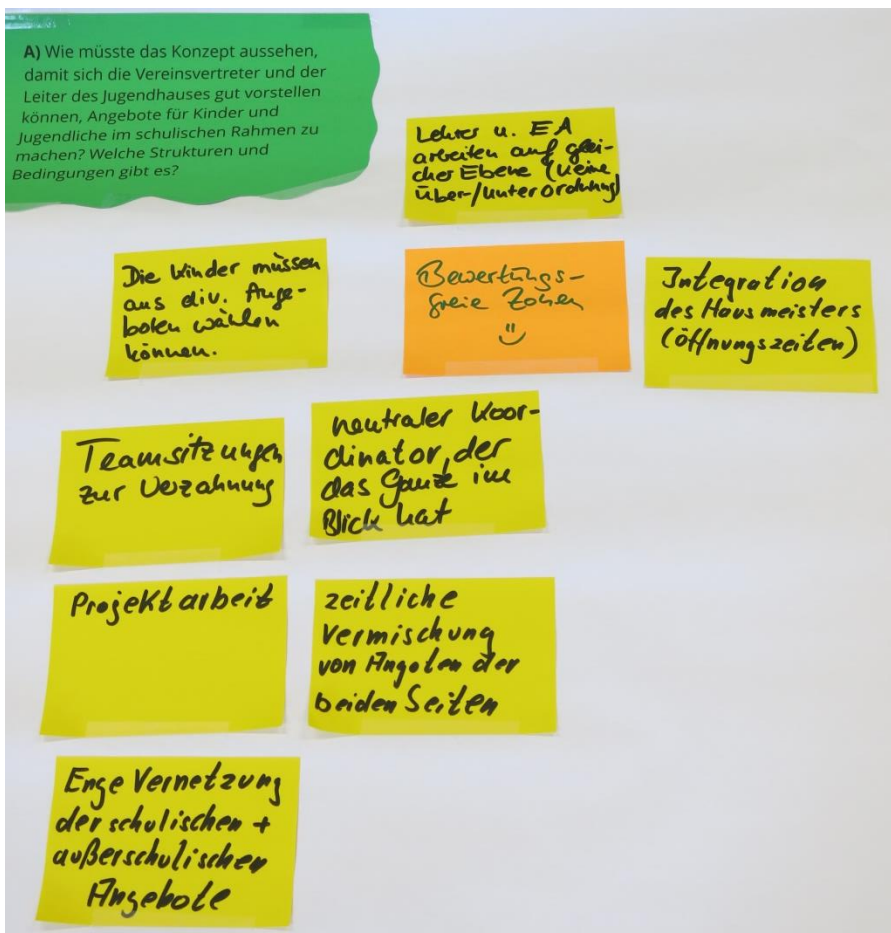 A) Wie müsste das Konzept aussehen,
damit sich die Vereinsvertreter und der
Leiter des Jugendhauses gut vorstellen
können, Angebote für Kinder und
Jugendliche im schulischen Rahmen zu
machen? Welche Strukturen und
Bedingungen gibt es?
Lehrer u. EA
arbeiten auf glei-
cher Ebene (keine
Über-/Unterordnung)
Die Kinder müssen
aus div. Ange-
boten wählen
können.
Bewertungs-
freie Zonen
Integration
des Hausmeisters
(Öffnungszeiten)
Teamsitzungen
zur Verzahnung
neutraler Koor-
dinator, der
das Ganze im
Blick hat
Projektarbeit
zeitliche
Vermischung
von Angoten der
beiden Seiten
Enge Vernetzung
der schulischen +
außerschulischen
Angebote